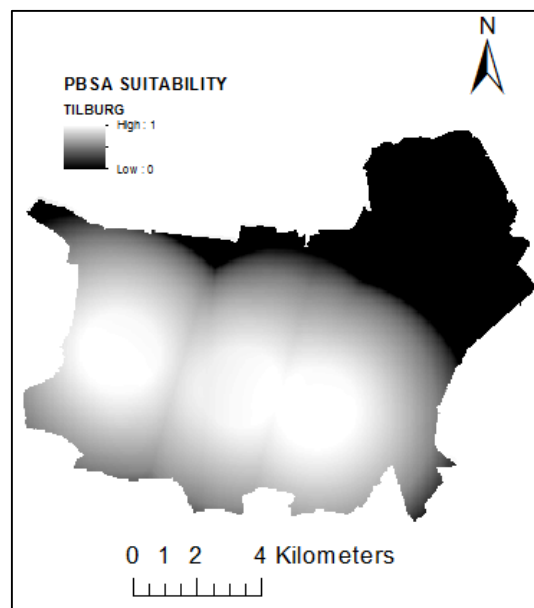 N
PBSA SUITABILITY
TILBURG
High : 1
Low : 0
0 1 2 4 Kilometers